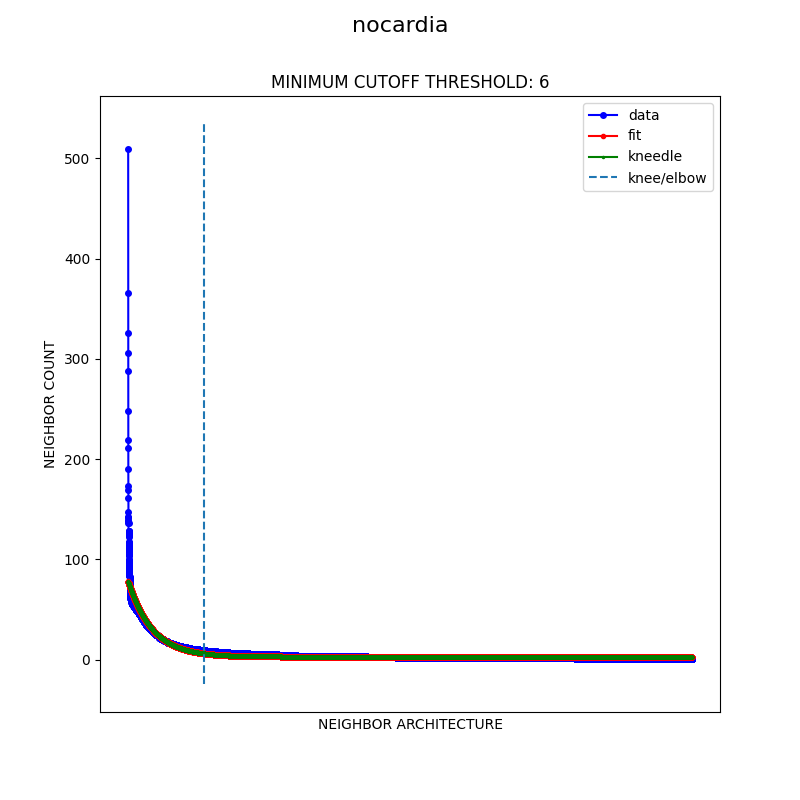 nocardia
MINIMUM CUTOFF THRESHOLD: 6
data
fit
kneedle
knee/elbow
500
400
300
200
100
0
NEIGHBOR COUNT
NEIGHBOR ARCHITECTURE